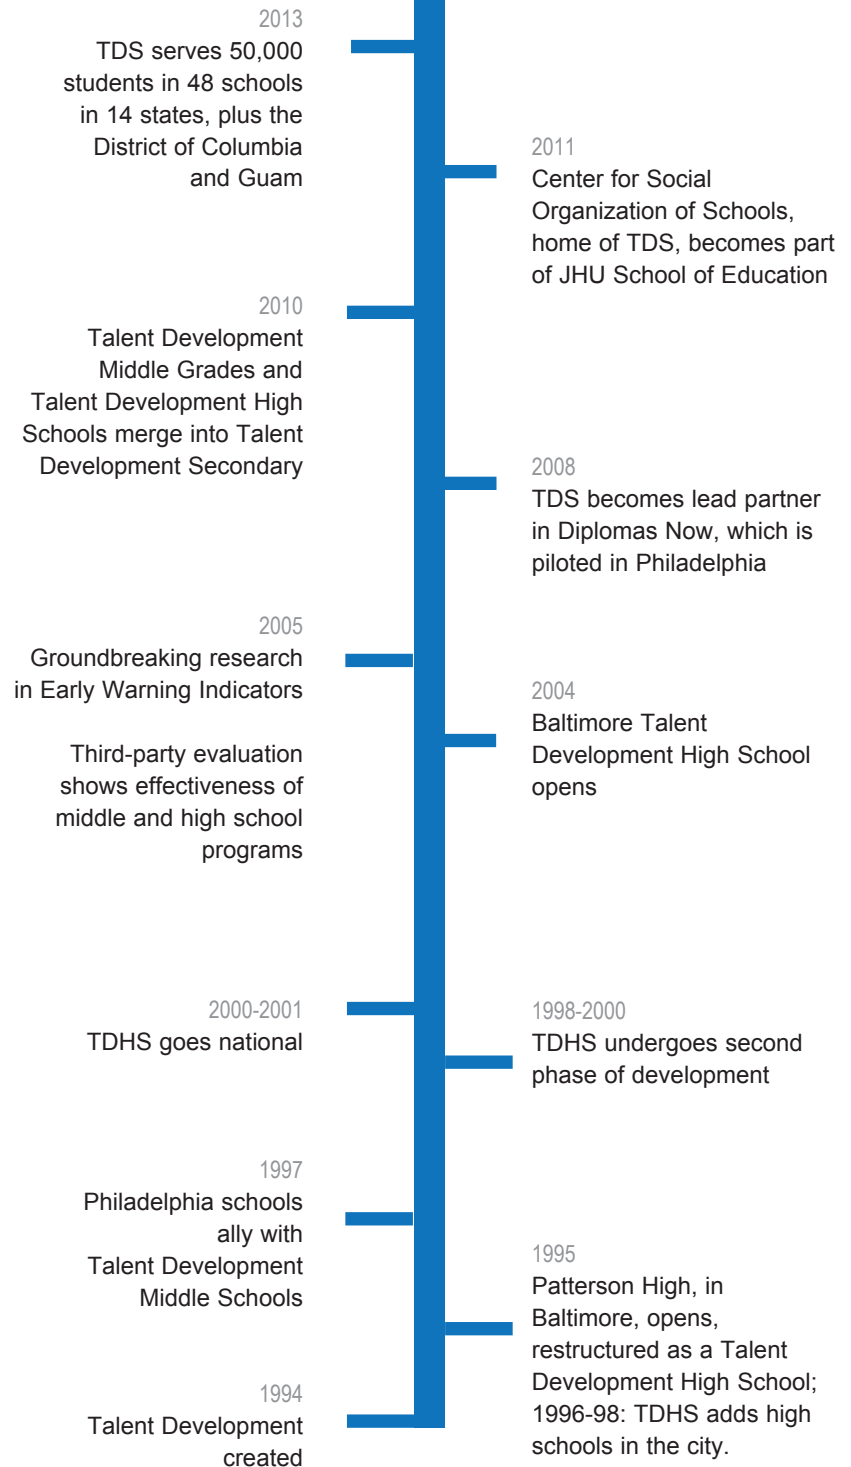 2013
TDS serves 50,000
students in 48 schools
in 14 states, plus the
District of Columbia
and Guam
2011
Center for Social
Organization of Schools,
home of TDS, becomes part
of JHU School of Education
2010
Talent Development
Middle Grades and
Talent Development High
Schools merge into Talent
Development Secondary
2008
TDS becomes lead partner
in Diplomas Now, which is
piloted in Philadelphia
2005
Groundbreaking research
in Early Warning Indicators
Third-party evaluation
shows effectiveness of
middle and high school
programs
2004
Baltimore Talent
Development High School
opens
2000-2001
TDHS goes national
1998-2000
TDHS undergoes second
phase of development
1997
Philadelphia schools
ally with
Talent Development
Middle Schools
1995
Patterson High, in
Baltimore, opens,
restructured as a Talent
Development High School;
1996-98: TDHS adds high
schools in the city.
1994
Talent Development
created